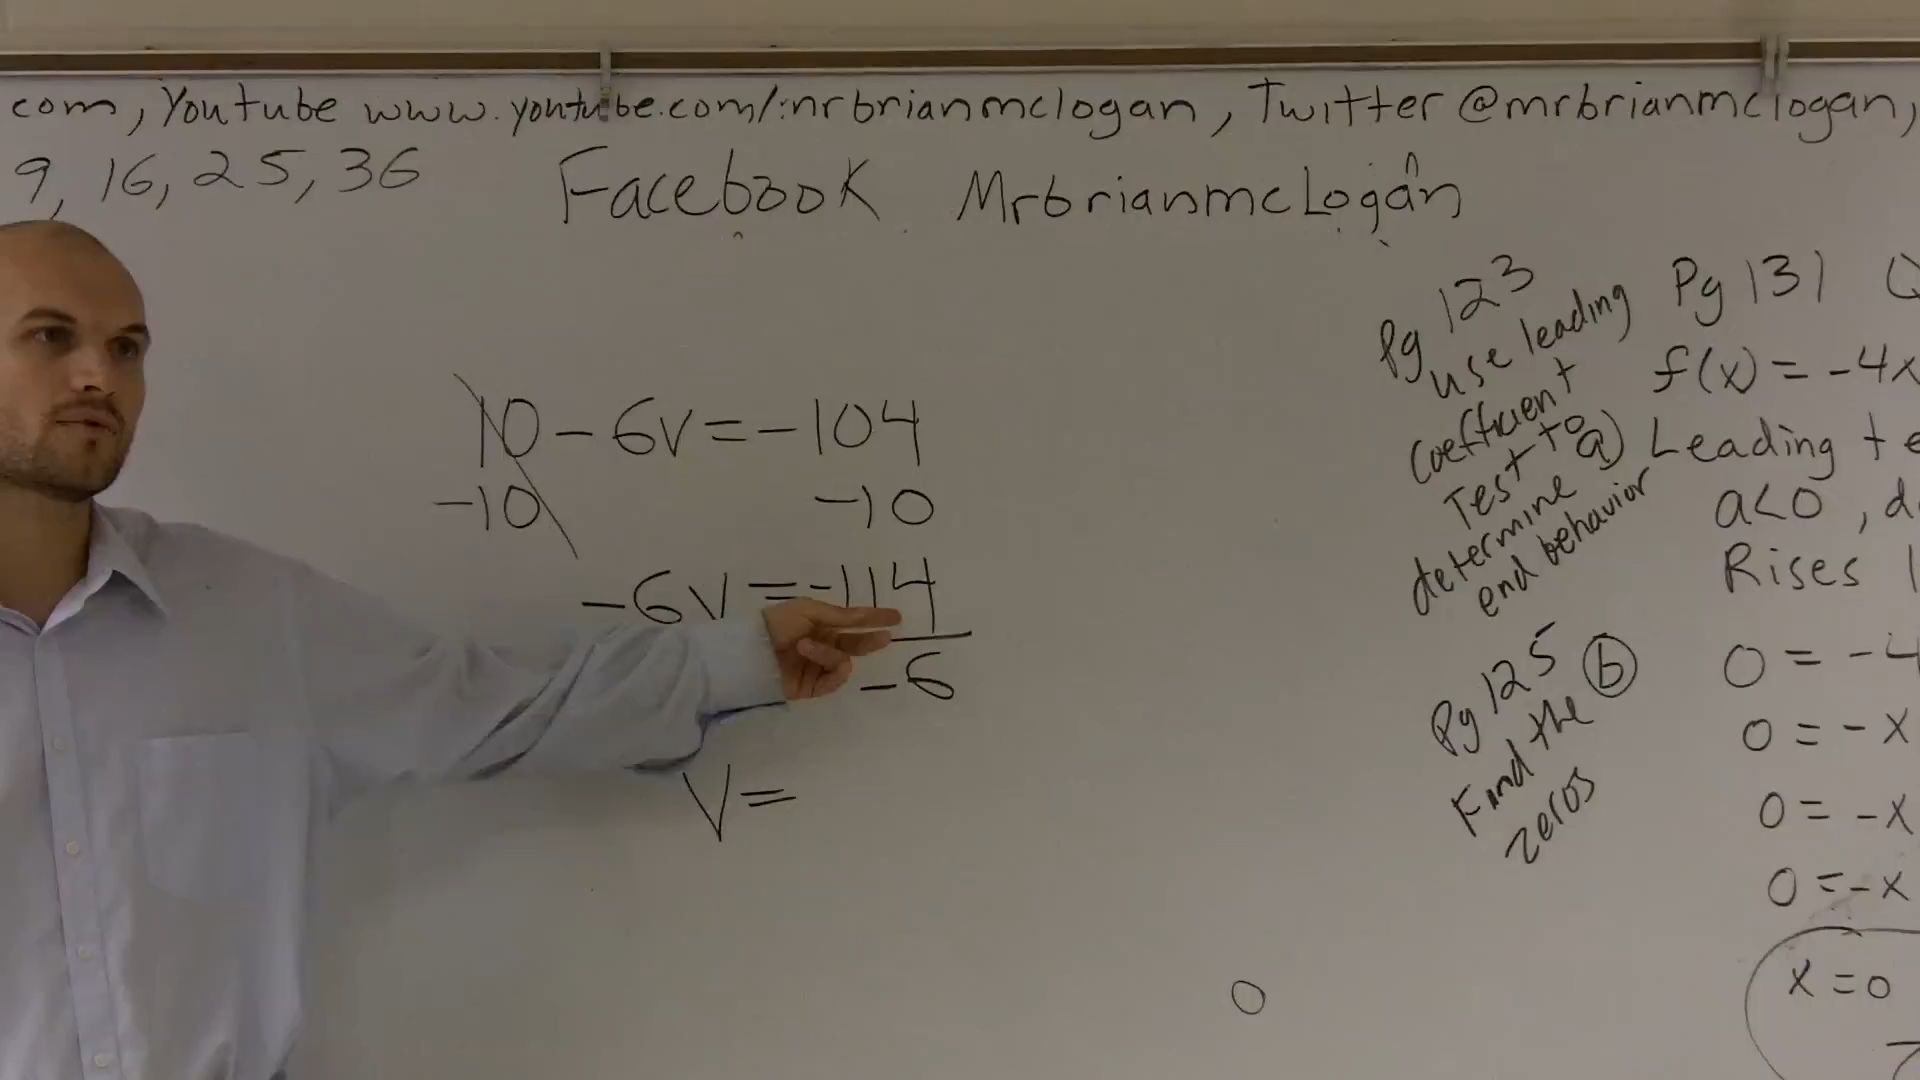 com, Youtube www.youtube.com/mrbrianmclogan, Twitter @mrbrianmclogan,
9, 16, 25, 36
Facebook MrbrianmcLogan
10 - 6v = -104
-10 -10
-6v = -114
-6
v =
Pg 123
use leading
coefficient
Test to
determine
end behavior
Pg 125
Find the
zeros
Pg 131
f(x) = -4x
a) Leading te
a<0, d
Rises
b 0 = -4
0 = -x
0 = -x
0 = -x
x = 0